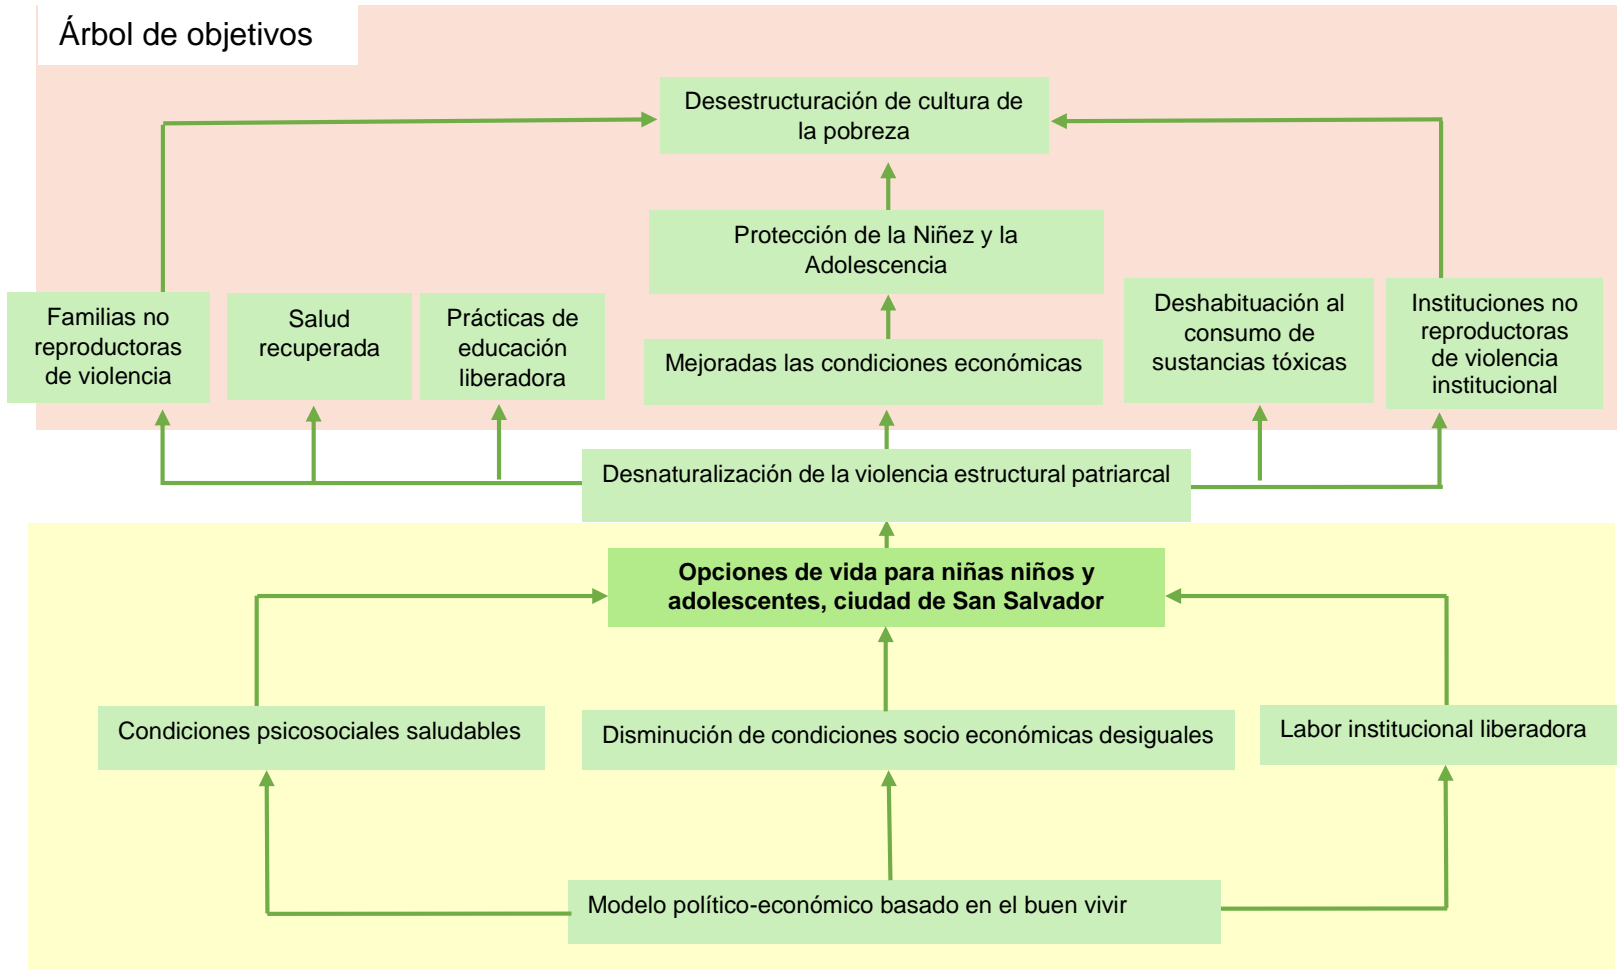 Árbol de objetivos
Desestructuración de cultura de
la pobreza
Protección de la Niñez y la
Adolescencia
Familias no
reproductoras
de violencia
Salud
recuperada
Prácticas de
educación
liberadora
Mejoradas las condiciones económicas
Deshabituación al
consumo de
sustancias tóxicas
Instituciones no
reproductoras
de violencia
institucional
Desnaturalización de la violencia estructural patriarcal
Opciones de vida para niñas niños y
adolescentes, ciudad de San Salvador
Condiciones psicosociales saludables
Disminución de condiciones socio económicas desiguales
Labor institucional liberadora
Modelo político-económico basado en el buen vivir